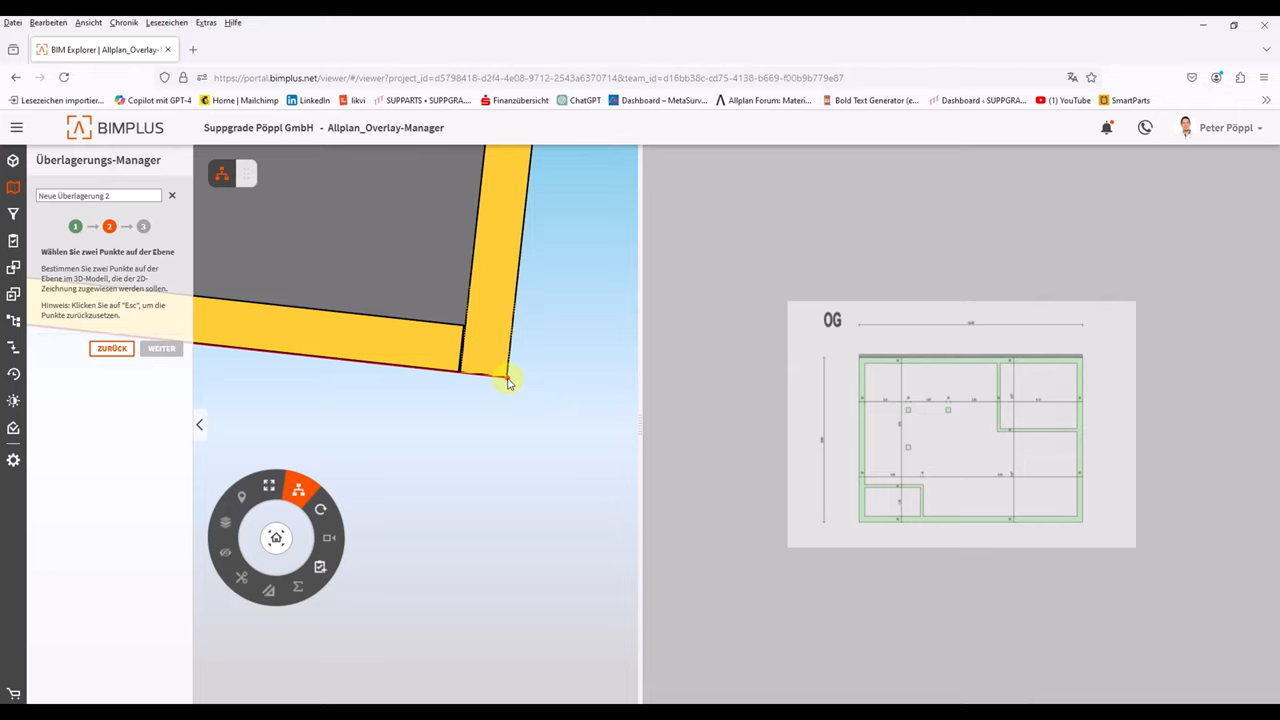 Datei Bearbeiten Ansicht Chronik Lesezeichen Extras Hilfe
BIM Explorer | Allplan_Overlay-I
https://portal.bimplus.net/viewer/#/viewer?project_id=d5798418-d2f4-4e08-9712-2543a6370714&team_id=d16bb38c-cd75-4138-b669-f00b9b779e87
Lesezeichen importier... Copilot mit GPT-4 Home | Mailchimp LinkedIn likvi SUPPARTS • SUPPGRA... Finanzübersicht ChatGPT Dashboard – MetaSurv... Allplan Forum: Materi... Bold Text Generator (e... Dashboard ‹ SUPPGR... (1) YouTube SmartParts
BIMPLUS Suppgrade Pöppl GmbH - Allplan_Overlay-Manager Peter Pöppl
Überlagerungs-Manager
Neue Überlagerung 2
1 2 3
Wählen Sie zwei Punkte auf der Ebene
Bestimmen Sie zwei Punkte auf der
Ebene im 3D-Modell, die der 2D-
Zeichnung zugewiesen werden sollen.
Hinweis: Klicken Sie auf "Esc", um die
Punkte zurückzusetzen.
ZURÜCK WEITER
OG